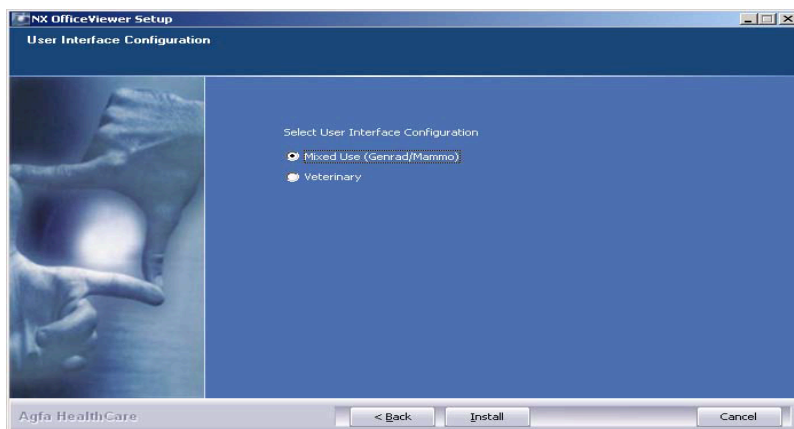 NX OfficeViewer Setup
User Interface Configuration
Select User Interface Configuration
Mixed Use (Genrad/Mammo)
Veterinary
Agfa HealthCare
< Back
Install
Cancel